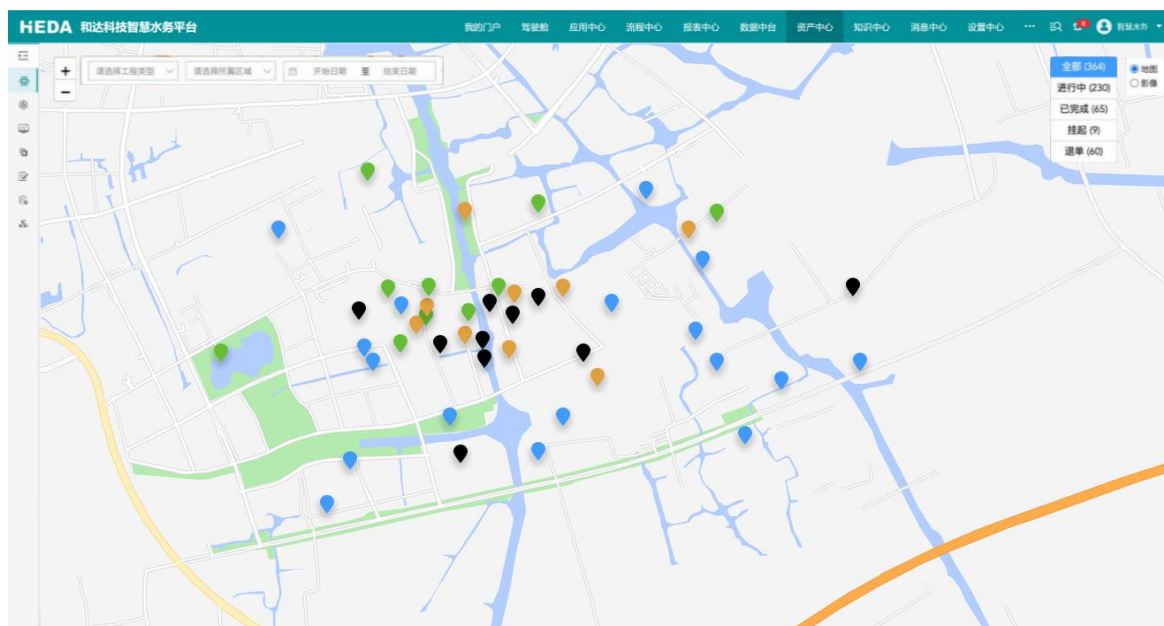 HEDA 和达科技智慧水务平台 我的门户 驾驶舱 应用中心 流程中心 报表中心 数据中台 资产中心 知识中心 消息中心 设置中心 ··· 8 智慧水务
+ 请选择工程类型 请选择所属区域 开始日期 至 结束日期
−
全部 (364) 地图
进行中 (230) 影像
已完成 (65)
挂起 (9)
退单 (60)